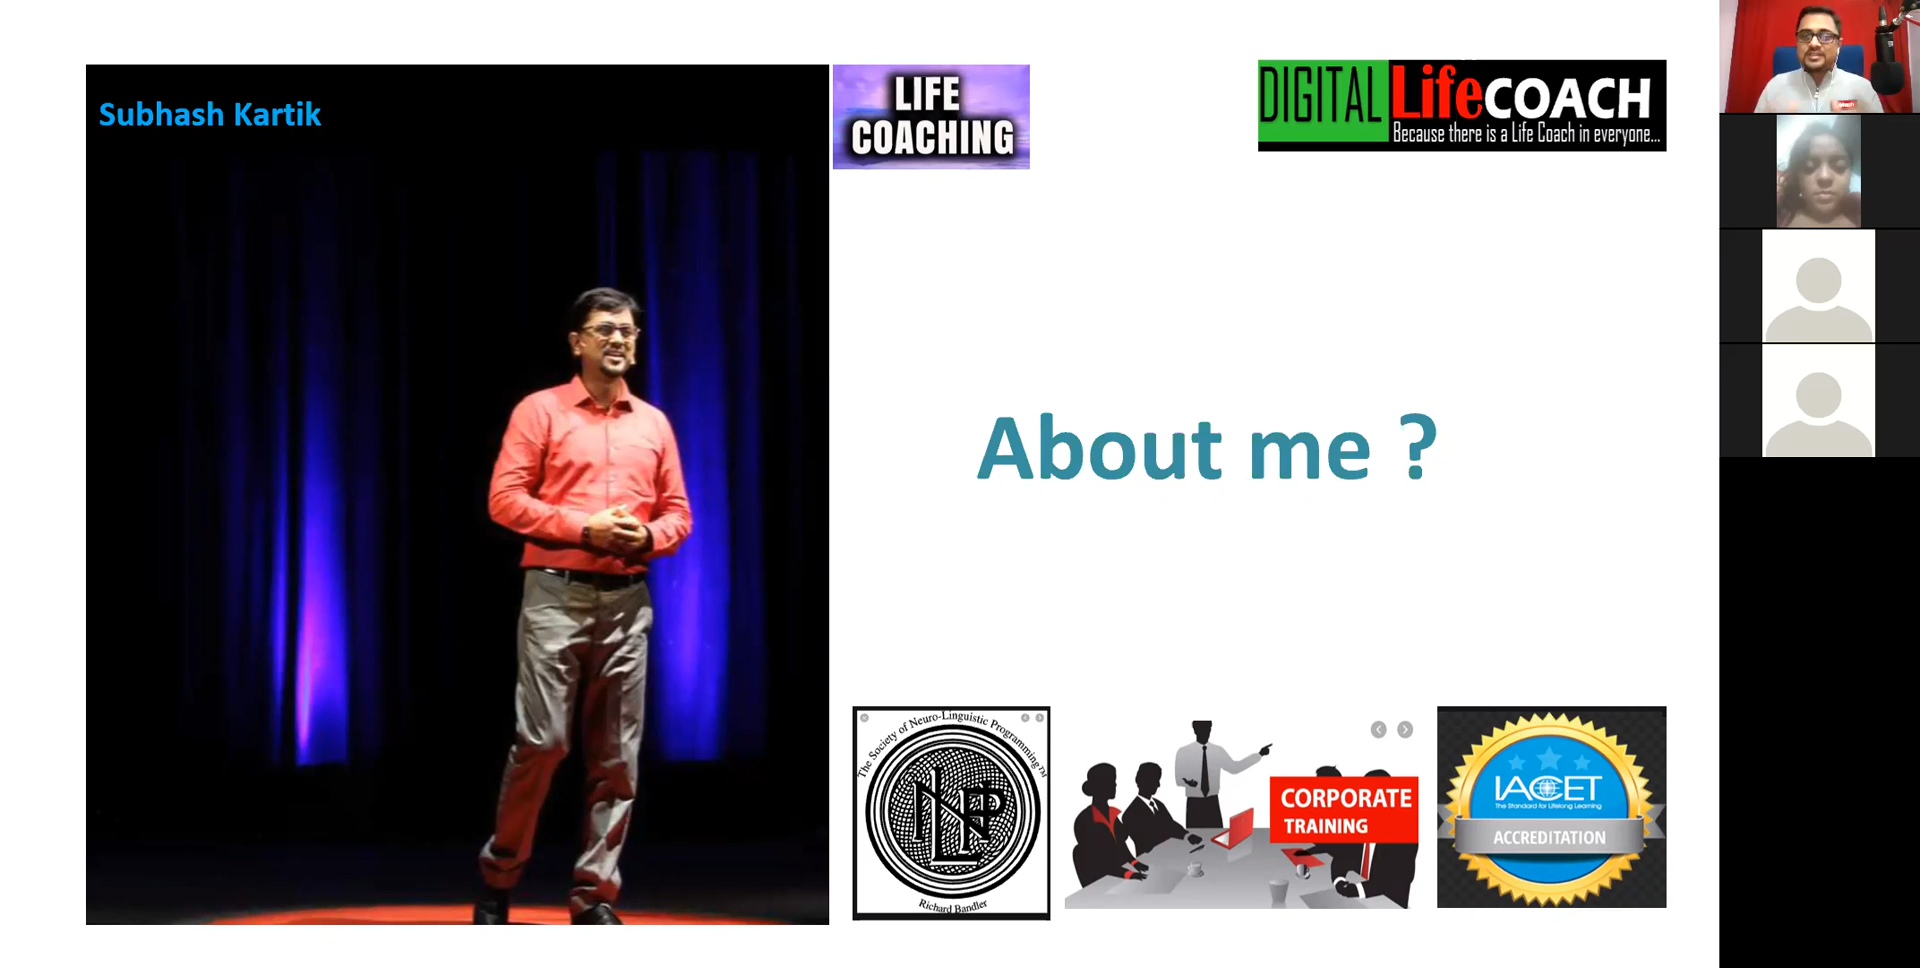 Subhash Kartik
LIFE
COACHING
DIGITAL LifeCOACH
Because there is a Life Coach in everyone...
About me ?
The Society of Neuro-Linguistic Programming™
NLP
Richard Bandler
CORPORATE
TRAINING
IACET
The Standard for Lifelong Learning
ACCREDITATION